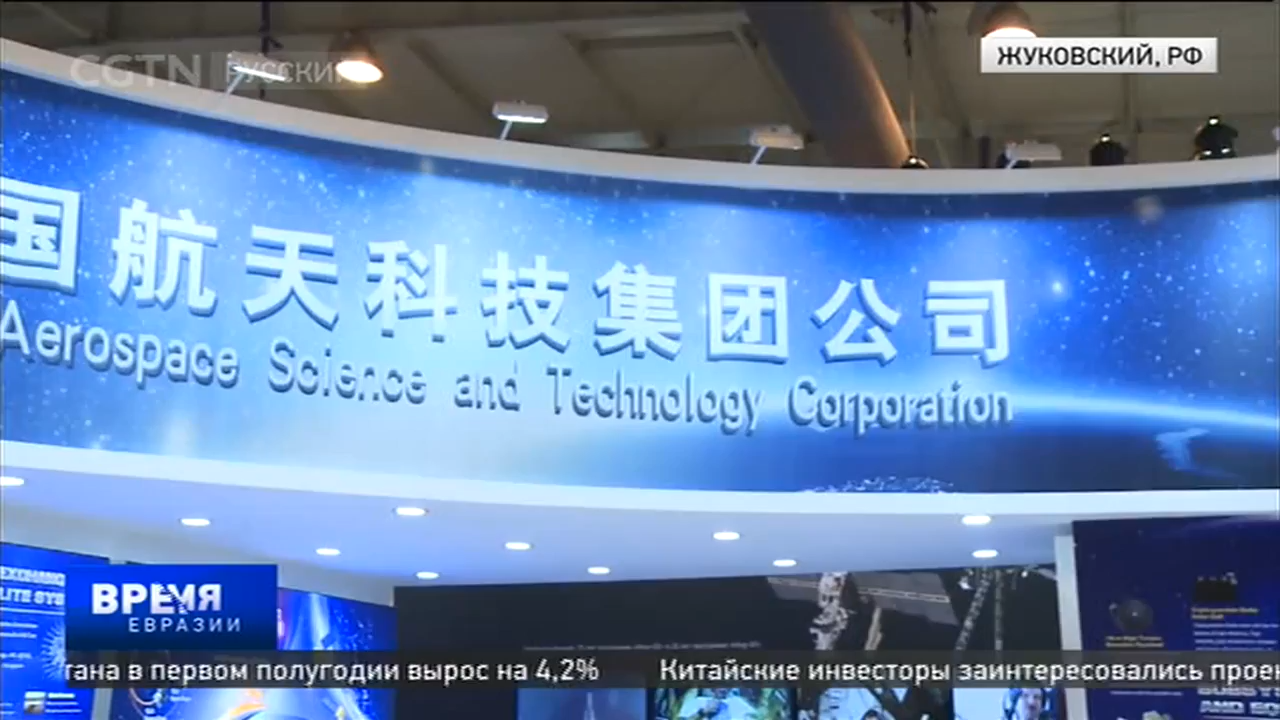 CGTN РУССКИЙ
ЖУКОВСКИЙ, РФ
国航天科技集团公司
Aerospace Science and Technology Corporation
ВРЕМЯ
ЕВРАЗИИ
гана в первом полугодии вырос на 4,2% Китайские инвесторы заинтересовались проек